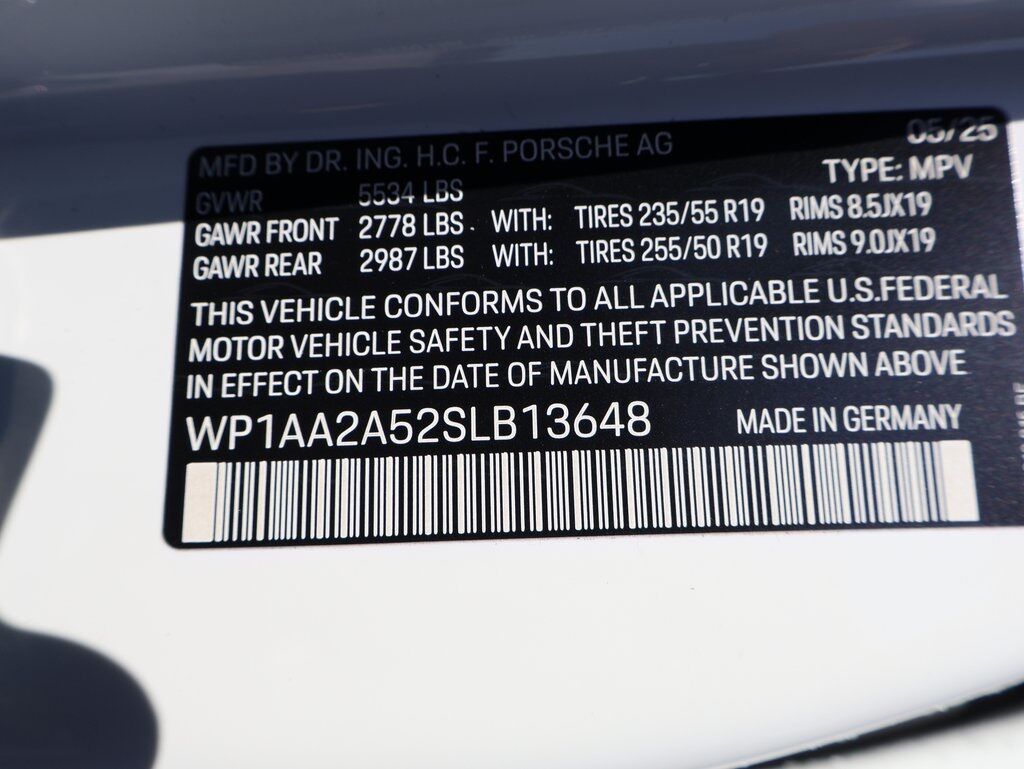 05/25
MFD BY DR. ING. H.C. F. PORSCHE AG
TYPE: MPV
GVWR 5534 LBS
GAWR FRONT 2778 LBS. WITH: TIRES 235/55 R19 RIMS 8.5JX19
GAWR REAR 2987 LBS WITH: TIRES 255/50 R19 RIMS 9.0JX19
THIS VEHICLE CONFORMS TO ALL APPLICABLE U.S.FEDERAL
MOTOR VEHICLE SAFETY AND THEFT PREVENTION STANDARDS
IN EFFECT ON THE DATE OF MANUFACTURE SHOWN ABOVE
WP1AA2A52SLB13648 MADE IN GERMANY